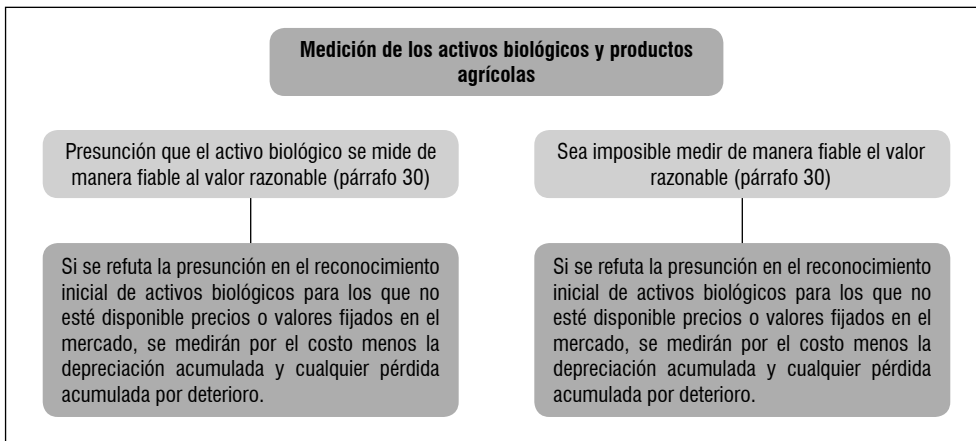 Medición de los activos biológicos y productos
agrícolas
Presunción que el activo biológico se mide de
manera fiable al valor razonable (párrafo 30)
Sea imposible medir de manera fiable el valor
razonable (párrafo 30)
Si se refuta la presunción en el reconocimiento
inicial de activos biológicos para los que no
esté disponible precios o valores fijados en el
mercado, se medirán por el costo menos la
depreciación acumulada y cualquier pérdida
acumulada por deterioro.
Si se refuta la presunción en el reconocimiento
inicial de activos biológicos para los que no
esté disponible precios o valores fijados en el
mercado, se medirán por el costo menos la
depreciación acumulada y cualquier pérdida
acumulada por deterioro.